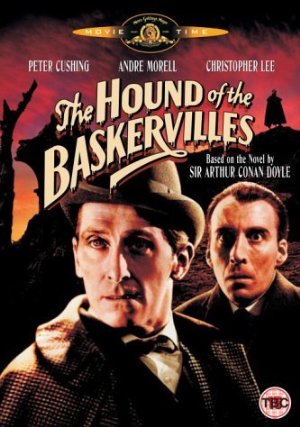 MOVIE TIME
PETER CUSHING ANDRE MORELL CHRISTOPHER LEE
The HOUND of the
BASKERVILLES
Based on the Novel by
SIR ARTHUR CONAN DOYLE
TBC